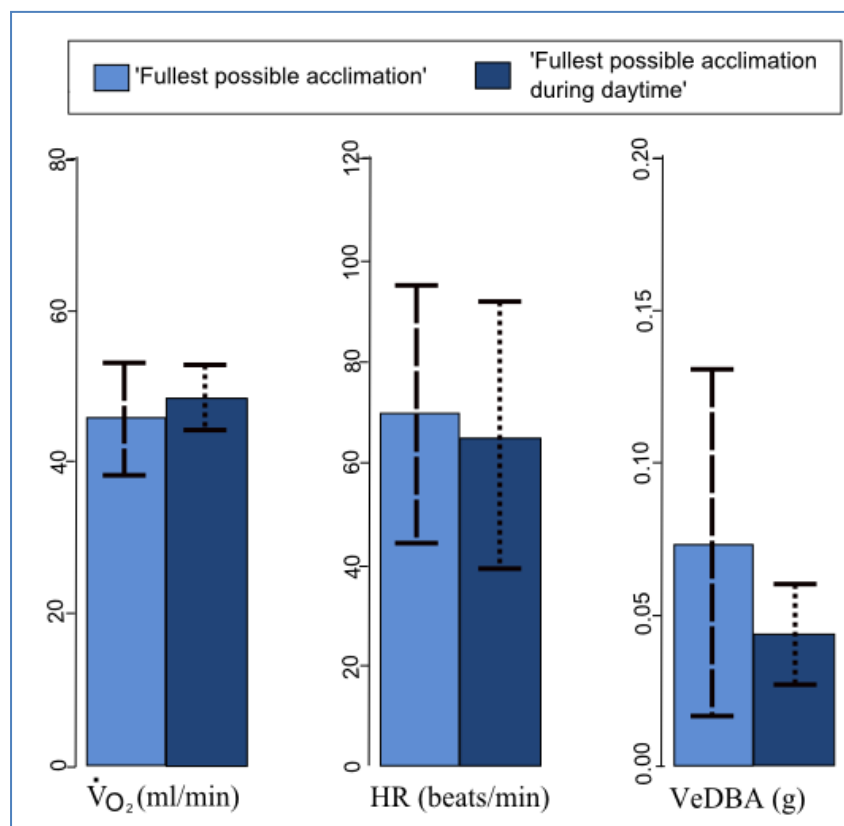 'Fullest possible acclimation'
'Fullest possible acclimation
during daytime'
80
60
40
20
0
V̇O₂ (ml/min)
120
100
80
60
40
20
0
HR (beats/min)
0.20
0.15
0.10
0.05
0.00
VeDBA (g)